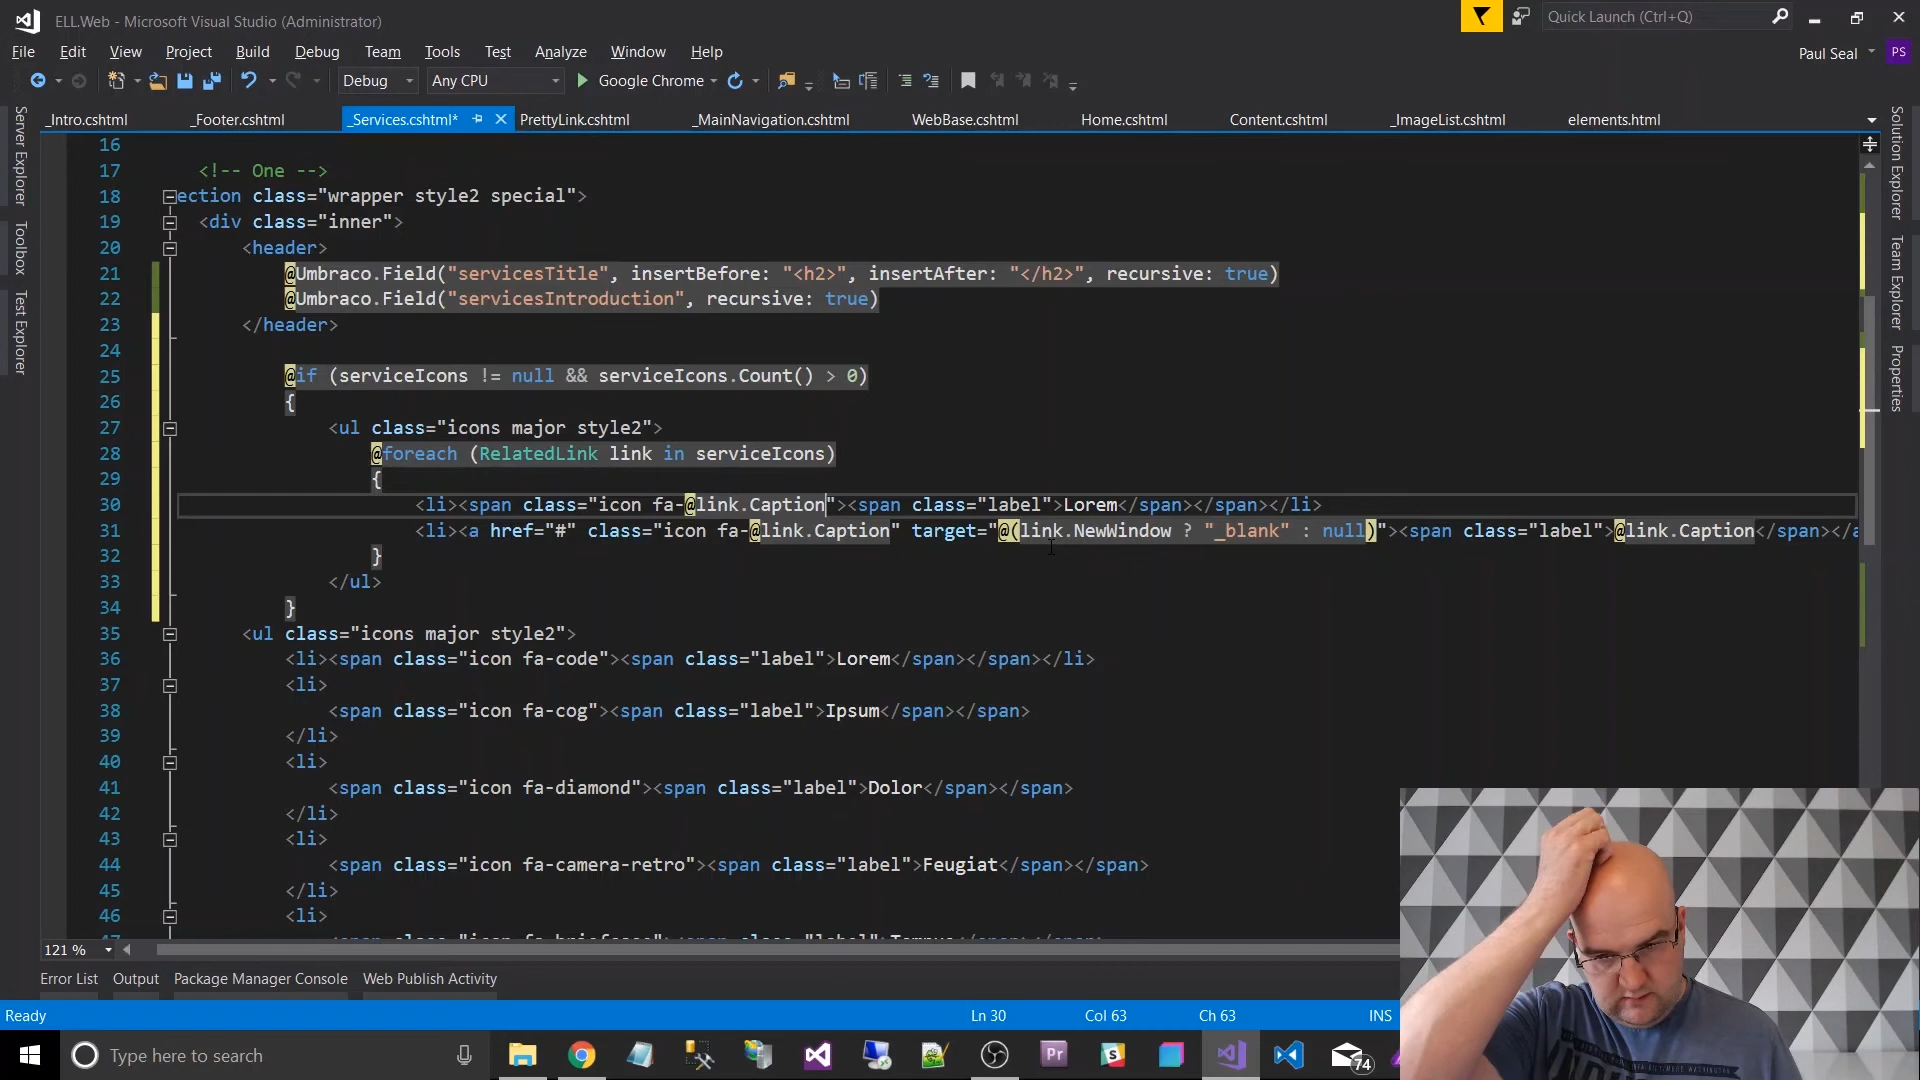 ELL.Web - Microsoft Visual Studio (Administrator)
Quick Launch (Ctrl+Q)
File Edit View Project Build Debug Team Tools Test Analyze Window Help
Paul Seal PS
Debug Any CPU Google Chrome
Server Explorer
Toolbox
Test Explorer
_Intro.cshtml _Footer.cshtml _Services.cshtml* PrettyLink.cshtml _MainNavigation.cshtml WebBase.cshtml Home.cshtml Content.cshtml _ImageList.cshtml elements.html
Solution Explorer
Team Explorer
Properties
16
17 <!-- One -->
18 ection class="wrapper style2 special">
19 <div class="inner">
20 <header>
21 @Umbraco.Field("servicesTitle", insertBefore: "<h2>", insertAfter: "</h2>", recursive: true)
22 @Umbraco.Field("servicesIntroduction", recursive: true)
23 </header>
24
25 @if (serviceIcons != null && serviceIcons.Count() > 0)
26 {
27 <ul class="icons major style2">
28 @foreach (RelatedLink link in serviceIcons)
29 {
30 <li><span class="icon fa-@link.Caption"><span class="label">Lorem</span></span></li>
31 <li><a href="#" class="icon fa-@link.Caption" target="@(link.NewWindow ? "_blank" : null)"><span class="label">@link.Caption</span></a
32 }
33 </ul>
34 }
35 <ul class="icons major style2">
36 <li><span class="icon fa-code"><span class="label">Lorem</span></span></li>
37 <li>
38 <span class="icon fa-cog"><span class="label">Ipsum</span></span>
39 </li>
40 <li>
41 <span class="icon fa-diamond"><span class="label">Dolor</span></span>
42 </li>
43 <li>
44 <span class="icon fa-camera-retro"><span class="label">Feugiat</span></span>
45 </li>
46 <li>
121 %
Error List Output Package Manager Console Web Publish Activity
Ready Ln 30 Col 63 Ch 63 INS
Type here to search
Pr
74